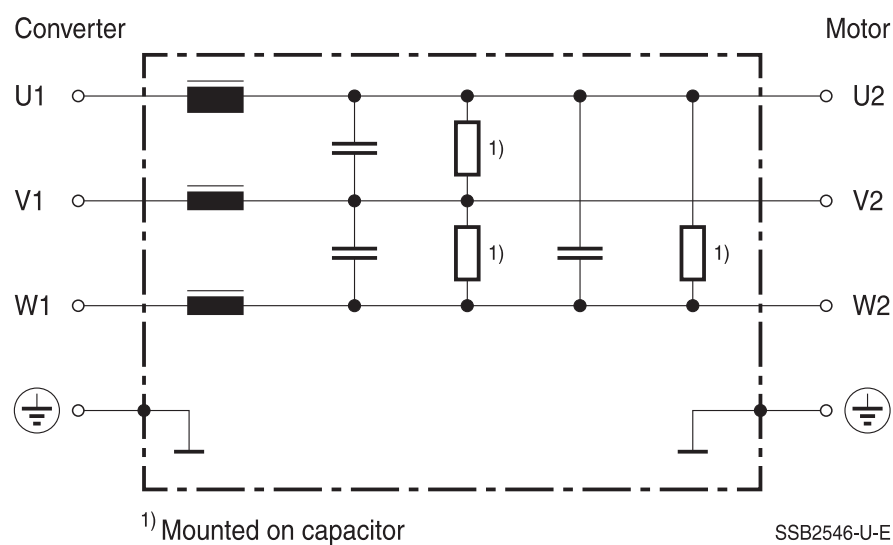 Converter
Motor
U1
U2
1)
V1
V2
1)
1)
W1
W2
1) Mounted on capacitor
SSB2546-U-E